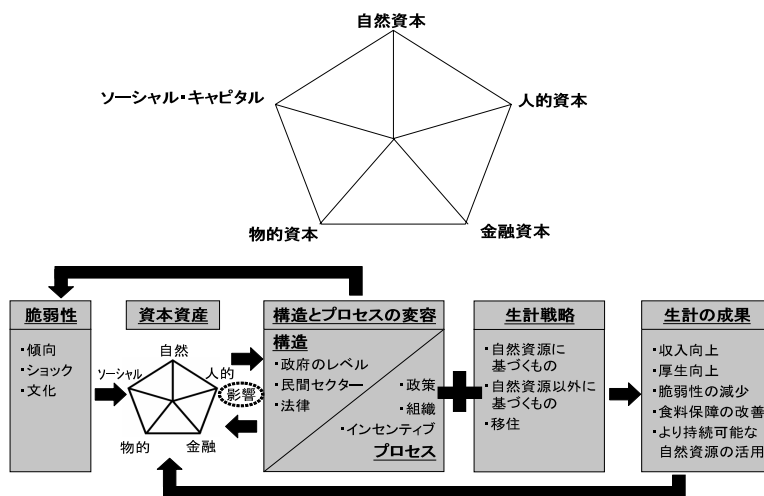 自然資本
ソーシャル・キャピタル
人的資本
物的資本
金融資本
脆弱性
・傾向
・ショック
・文化
資本資産
自然
ソーシャル
人的
影響
物的
金融
構造とプロセスの変容
構造
・政府のレベル
・民間セクター
・法律
・政策
・組織
・インセンティブ
プロセス
生計戦略
・自然資源に
基づくもの
・自然資源以外に
基づくもの
・移住
生計の成果
・収入向上
・厚生向上
・脆弱性の減少
・食料保障の改善
・より持続可能な
自然資源の活用